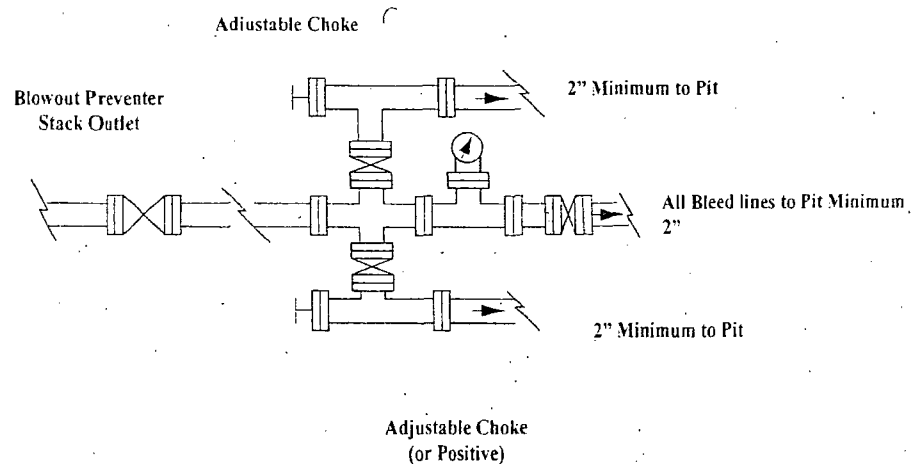 Adjustable Choke
2” Minimum to Pit
Blowout Preventer
Stack Outlet
All Bleed lines to Pit Minimum
2”
2” Minimum to Pit
Adjustable Choke
(or Positive)